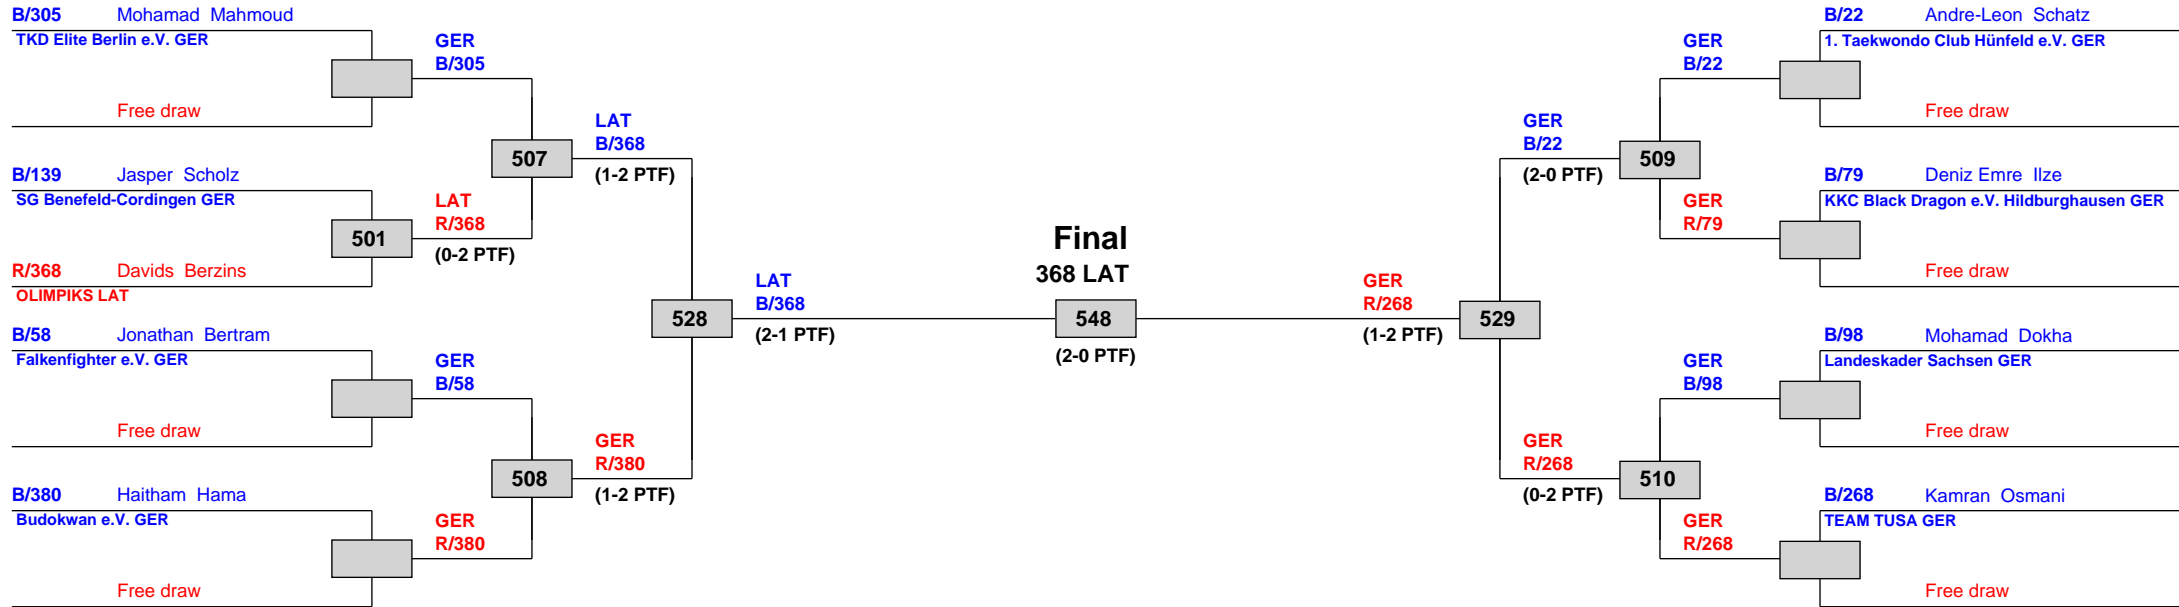 B/305 Mohamad Mahmoud
TKD Elite Berlin e.V. GER
Free draw
B/139 Jasper Scholz
SG Benefeld-Cordingen GER
R/368 Davids Berzins
OLIMPIKS LAT
B/58 Jonathan Bertram
Falkenfighter e.V. GER
Free draw
B/380 Haitham Hama
Budokwan e.V. GER
Free draw
GER
B/305
501
LAT
R/368
(0-2 PTF)
GER
B/58
GER
R/380
507
LAT
B/368
(1-2 PTF)
508
GER
R/380
(1-2 PTF)
528
LAT
B/368
(2-1 PTF)
Final
368 LAT
548
(2-0 PTF)
GER
R/268
(1-2 PTF)
529
GER
B/22
(2-0 PTF)
509
GER
R/268
(0-2 PTF)
510
GER
B/22
GER
R/79
GER
B/98
GER
R/268
B/22 Andre-Leon Schatz
1. Taekwondo Club Hünfeld e.V. GER
Free draw
B/79 Deniz Emre Ilze
KKC Black Dragon e.V. Hildburghausen GER
Free draw
B/98 Mohamad Dokha
Landeskader Sachsen GER
Free draw
B/268 Kamran Osmani
TEAM TUSA GER
Free draw